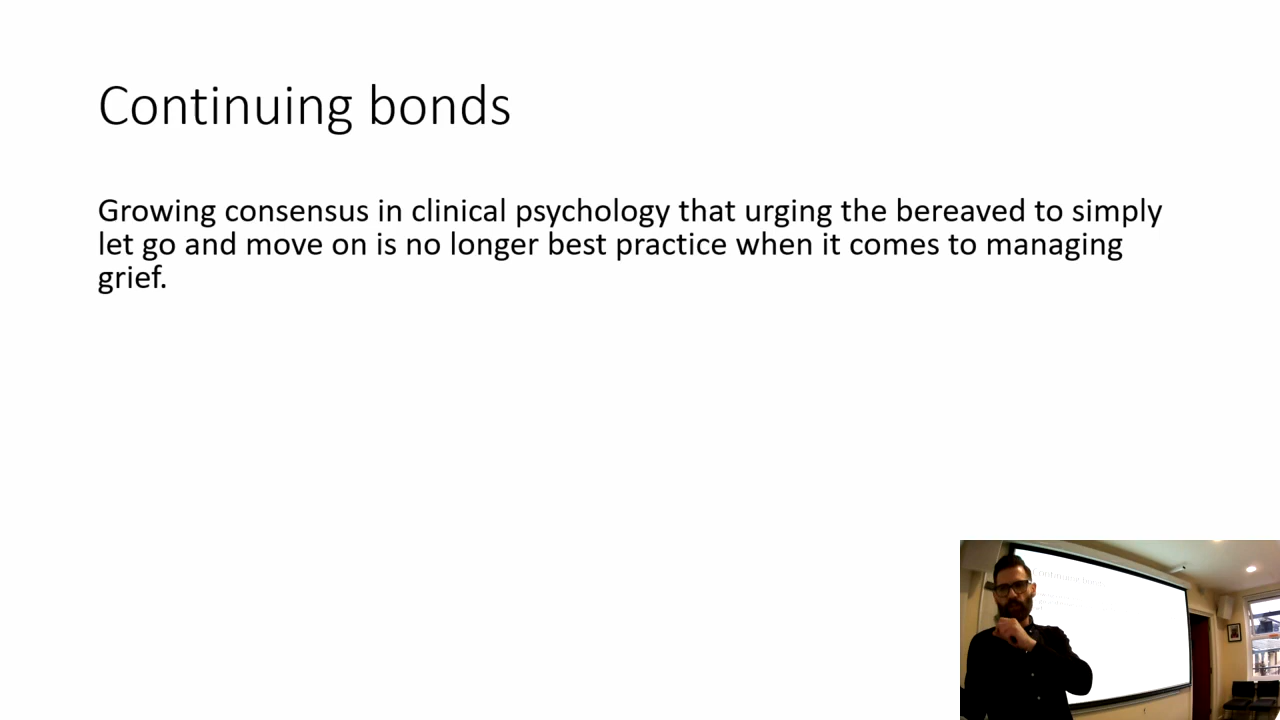 Continuing bonds
Growing consensus in clinical psychology that urging the bereaved to simply
let go and move on is no longer best practice when it comes to managing
grief.